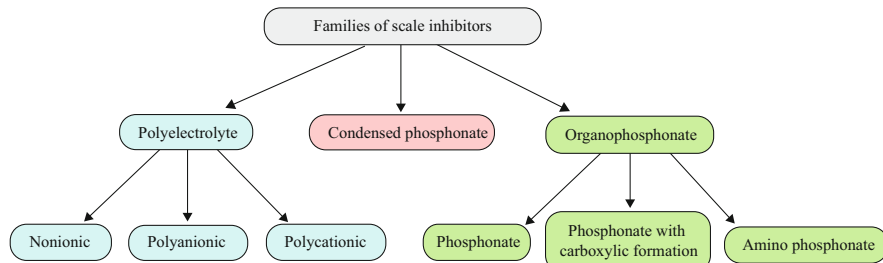 Families of scale inhibitors
Polyelectrolyte
Condensed phosphonate
Organophosphonate
Nonionic
Polyanionic
Polycationic
Phosphonate
Phosphonate with
carboxylic formation
Amino phosphonate